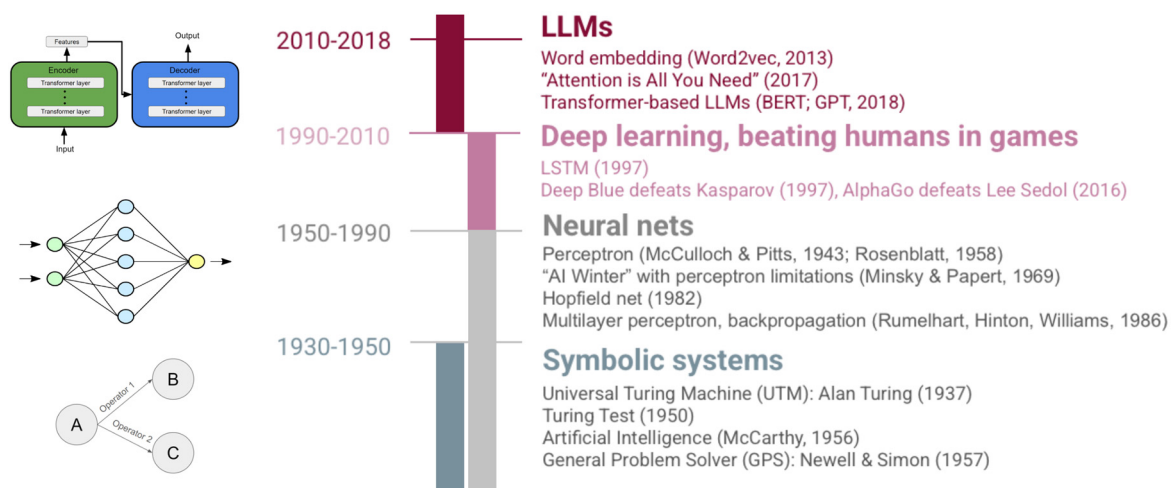 Features
Output
Encoder
Decoder
Transformer layer
Transformer layer
Transformer layer
Transformer layer
Input
A
B
C
Operator 1
Operator 2
2010-2018
LLMs
Word embedding (Word2vec, 2013)
“Attention is All You Need” (2017)
Transformer-based LLMs (BERT; GPT, 2018)
1990-2010
Deep learning, beating humans in games
LSTM (1997)
Deep Blue defeats Kasparov (1997), AlphaGo defeats Lee Sedol (2016)
1950-1990
Neural nets
Perceptron (McCulloch & Pitts, 1943; Rosenblatt, 1958)
“AI Winter” with perceptron limitations (Minsky & Papert, 1969)
Hopfield net (1982)
Multilayer perceptron, backpropagation (Rumelhart, Hinton, Williams, 1986)
1930-1950
Symbolic systems
Universal Turing Machine (UTM): Alan Turing (1937)
Turing Test (1950)
Artificial Intelligence (McCarthy, 1956)
General Problem Solver (GPS): Newell & Simon (1957)